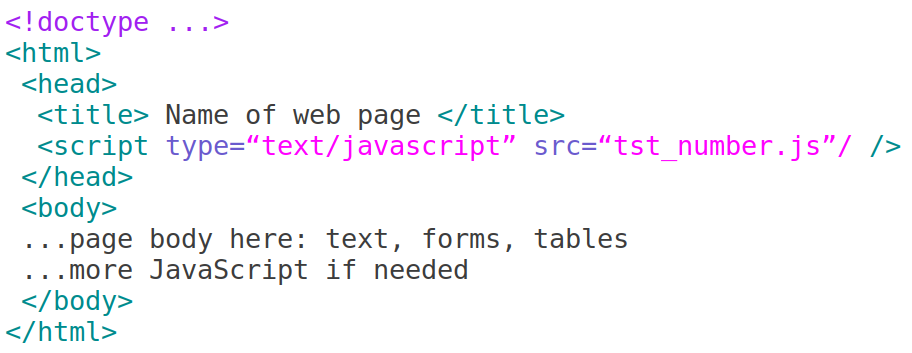 <!doctype ...>
<html>
<head>
<title> Name of web page </title>
<script type=“text/javascript” src=“tst_number.js”/ />
</head>
<body>
...page body here: text, forms, tables
...more JavaScript if needed
</body>
</html>